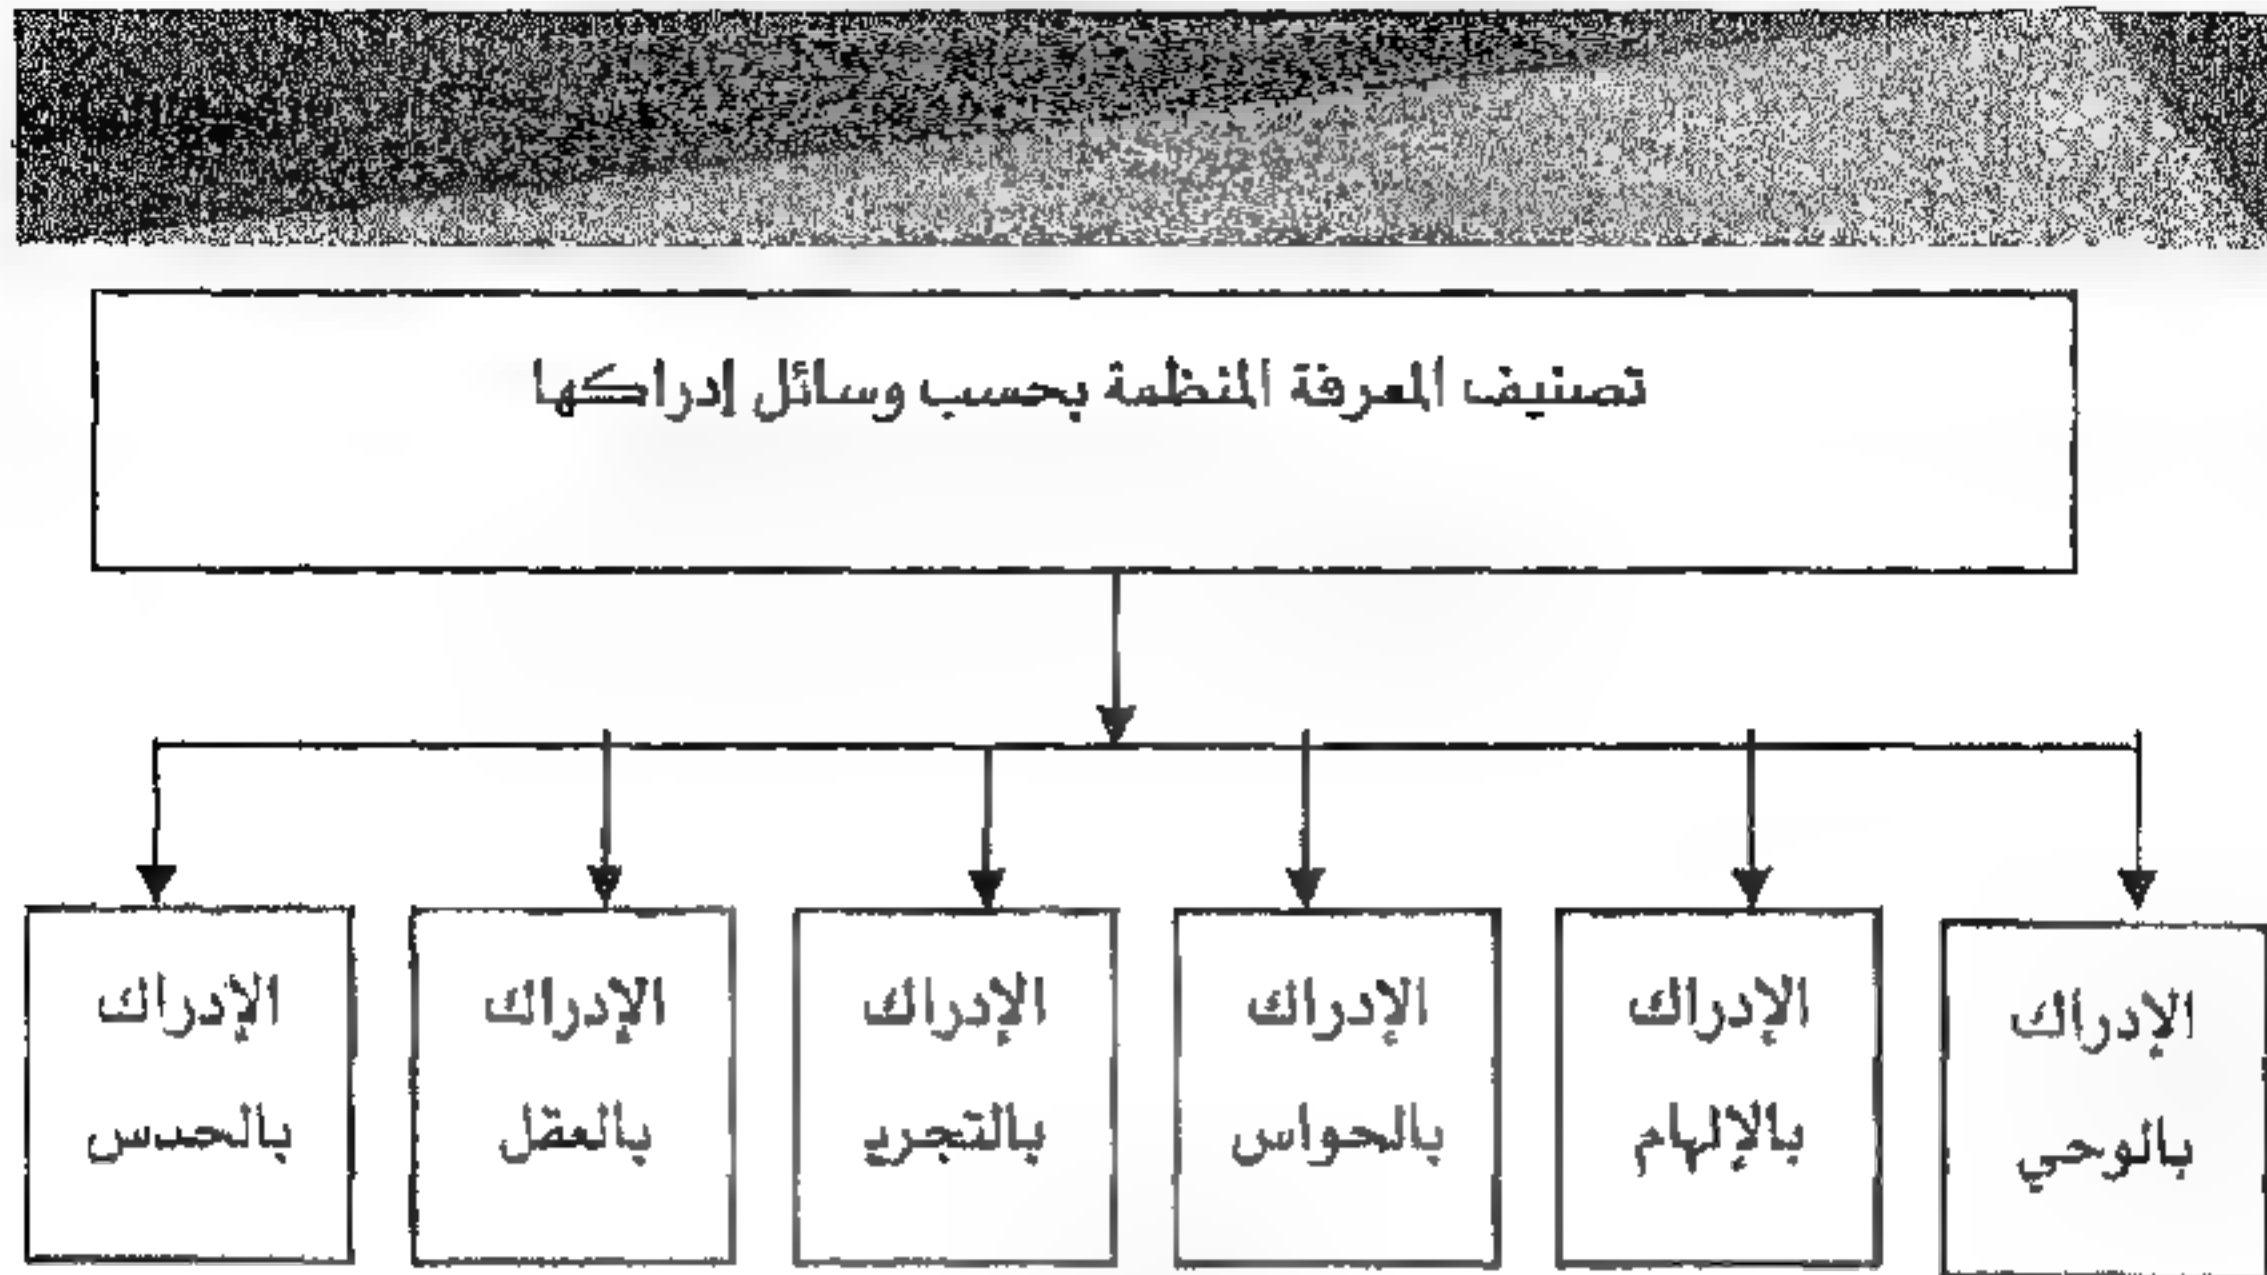 تصنيف المعرفة المنظمة بحسب وسائل إدراكها
الإدراك
بالوحي
الإدراك
بالإلهام
الإدراك
بالحواس
الإدراك
بالتجريب
الإدراك
بالعقل
الإدراك
بالحدس